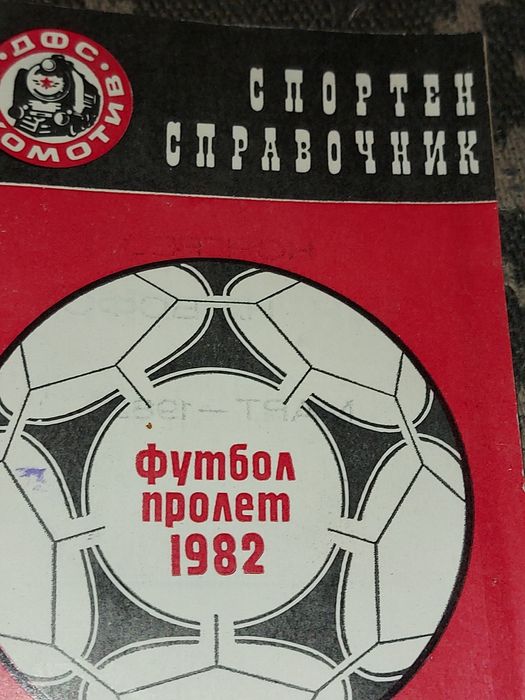 ДФС
ЛОКОМОТИВ
СПОРТЕН
СПРАВОЧНИК
футбол
пролет
1982